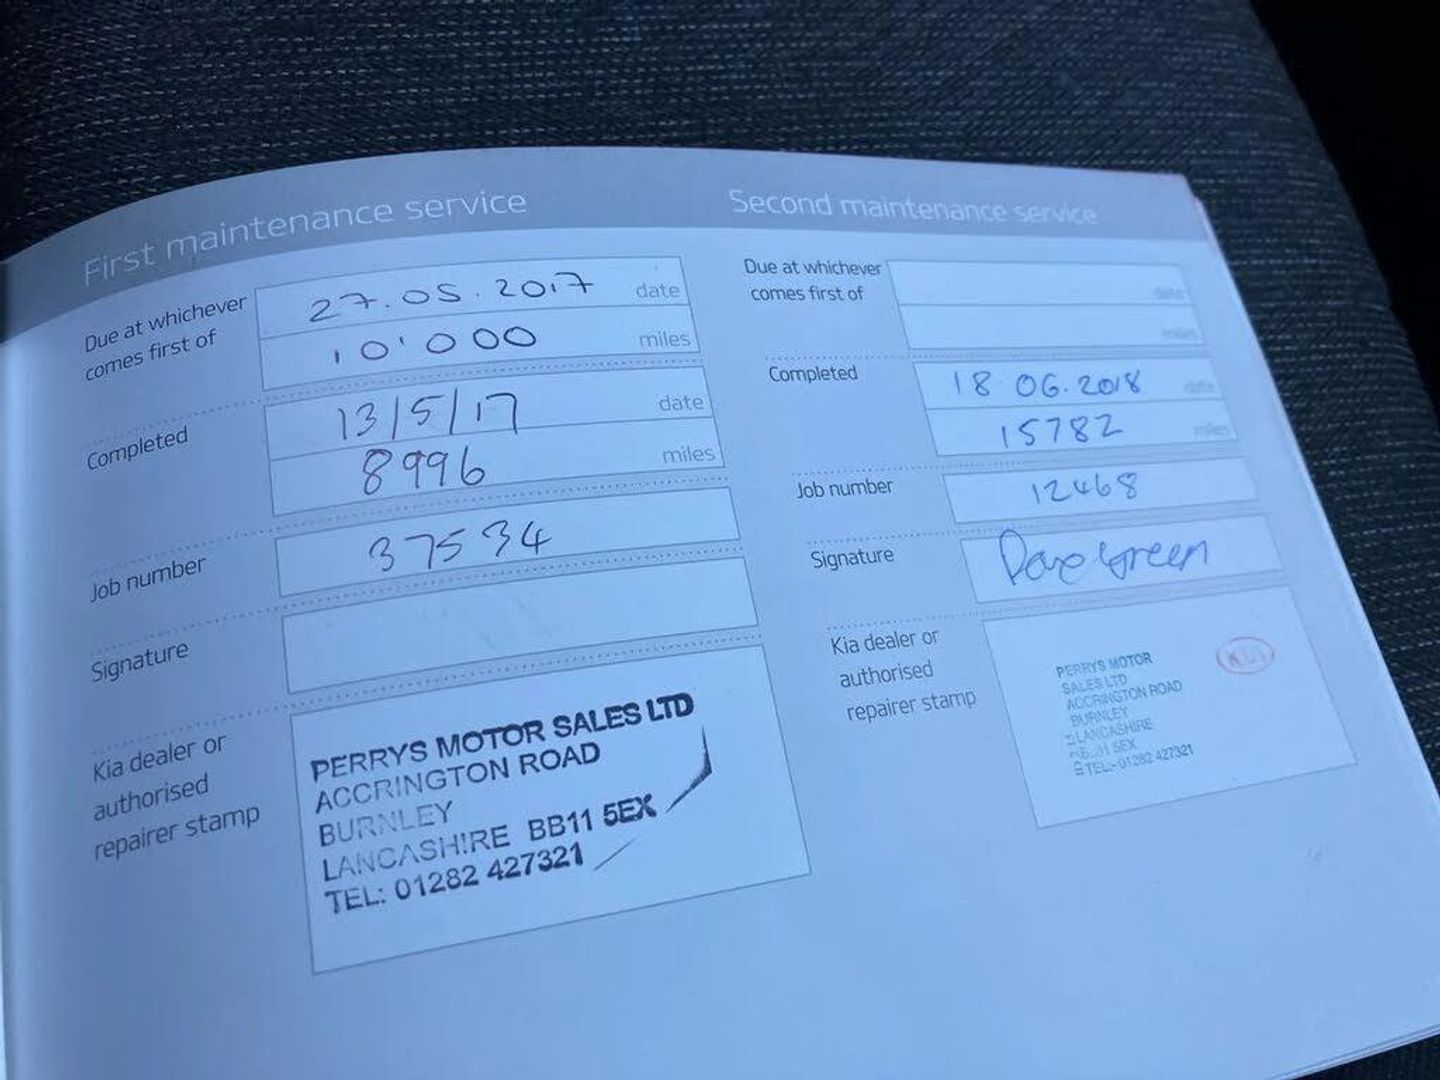 First maintenance service
Due at whichever
comes first of
27.05.2017 date
10'000 miles
Completed
13/5/17 date
8996 miles
Job number
37534
Signature
Kia dealer or
authorised
repairer stamp
PERRYS MOTOR SALES LTD
ACCRINGTON ROAD
BURNLEY
LANCASHIRE BB11 5EX
TEL: 01282 427321
Second maintenance service
Due at whichever
comes first of
date
miles
Completed
18.06.2018 date
15782 miles
Job number
12468
Signature
Dave Green
Kia dealer or
authorised
repairer stamp
PERRYS MOTOR
SALES LTD
ACCRINGTON ROAD
BURNLEY
LANCASHIRE
5EX
TEL:- 01282 427321